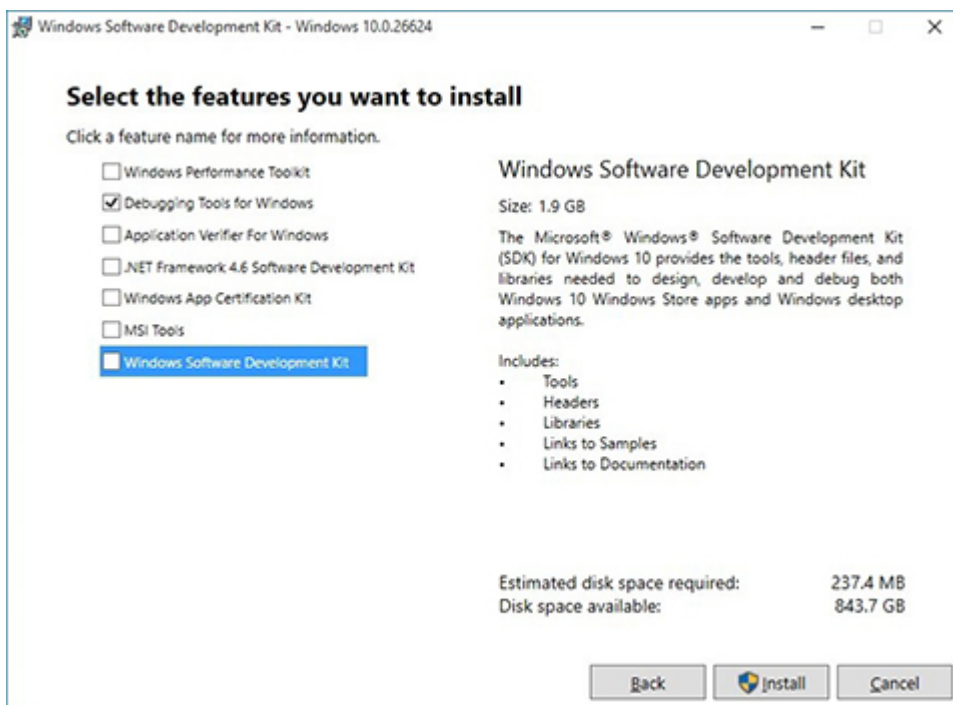 Windows Software Development Kit - Windows 10.0.26624
Select the features you want to install
Click a feature name for more information.
Windows Performance Toolkit
Debugging Tools for Windows
Application Verifier For Windows
.NET Framework 4.6 Software Development Kit
Windows App Certification Kit
MSI Tools
Windows Software Development Kit
Windows Software Development Kit
Size: 1.9 GB
The Microsoft® Windows® Software Development Kit
(SDK) for Windows 10 provides the tools, header files, and
libraries needed to design, develop and debug both
Windows 10 Windows Store apps and Windows desktop
applications.
Includes:
• Tools
• Headers
• Libraries
• Links to Samples
• Links to Documentation
Estimated disk space required: 237.4 MB
Disk space available: 843.7 GB
Back Install Cancel